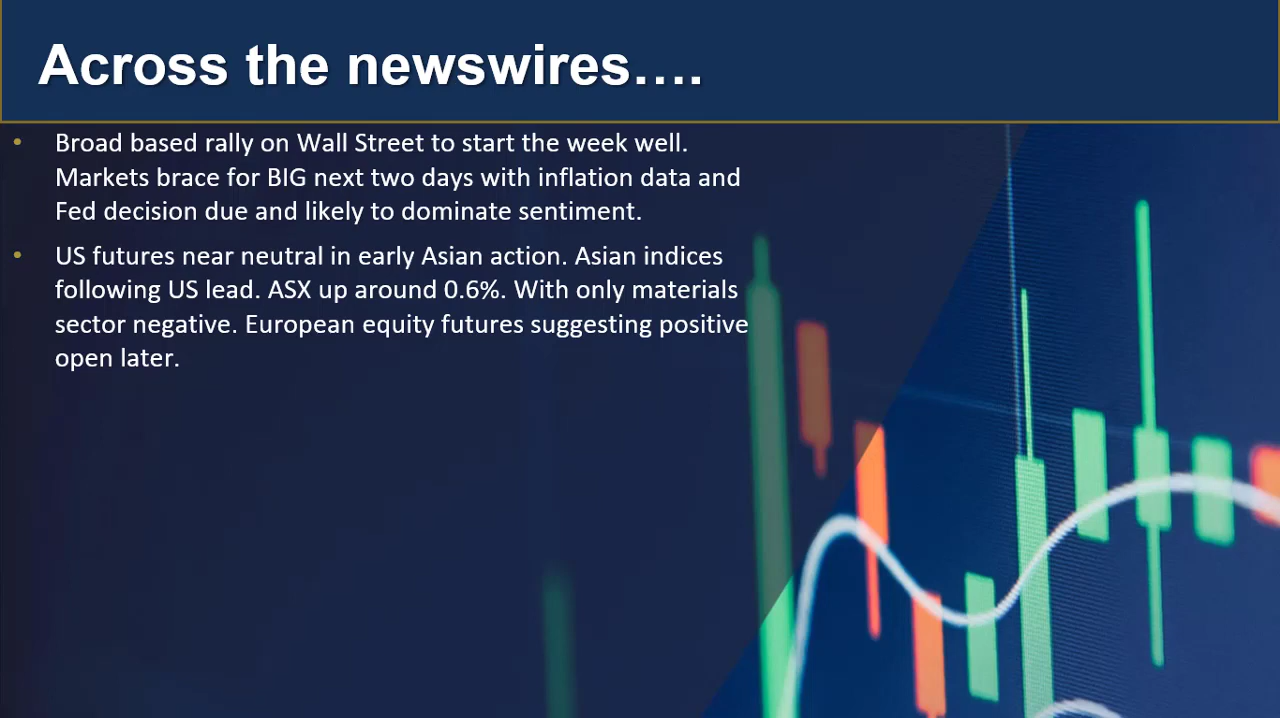 Across the newswires….
• Broad based rally on Wall Street to start the week well.
Markets brace for BIG next two days with inflation data and
Fed decision due and likely to dominate sentiment.
• US futures near neutral in early Asian action. Asian indices
following US lead. ASX up around 0.6%. With only materials
sector negative. European equity futures suggesting positive
open later.